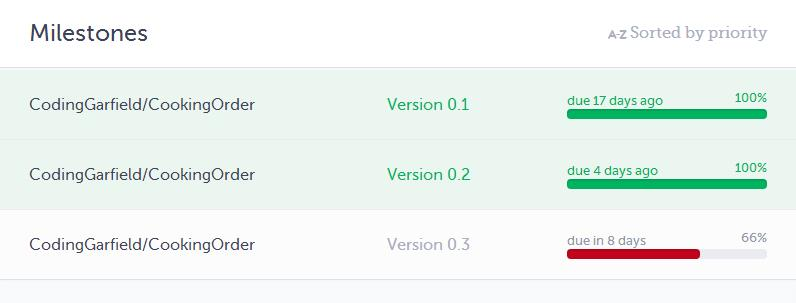 Milestones
A-Z Sorted by priority
CodingGarfield/CookingOrder Version 0.1 due 17 days ago 100%
CodingGarfield/CookingOrder Version 0.2 due 4 days ago 100%
CodingGarfield/CookingOrder Version 0.3 due in 8 days 66%